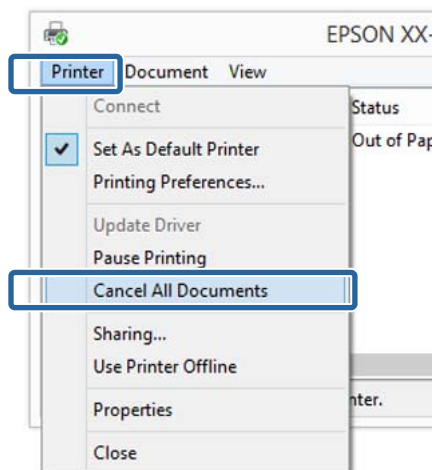 EPSON XX-
Printer Document View
Connect
Status
Set As Default Printer
Out of Pap
Printing Preferences...
Update Driver
Pause Printing
Cancel All Documents
Sharing...
Use Printer Offline
Properties
nter.
Close